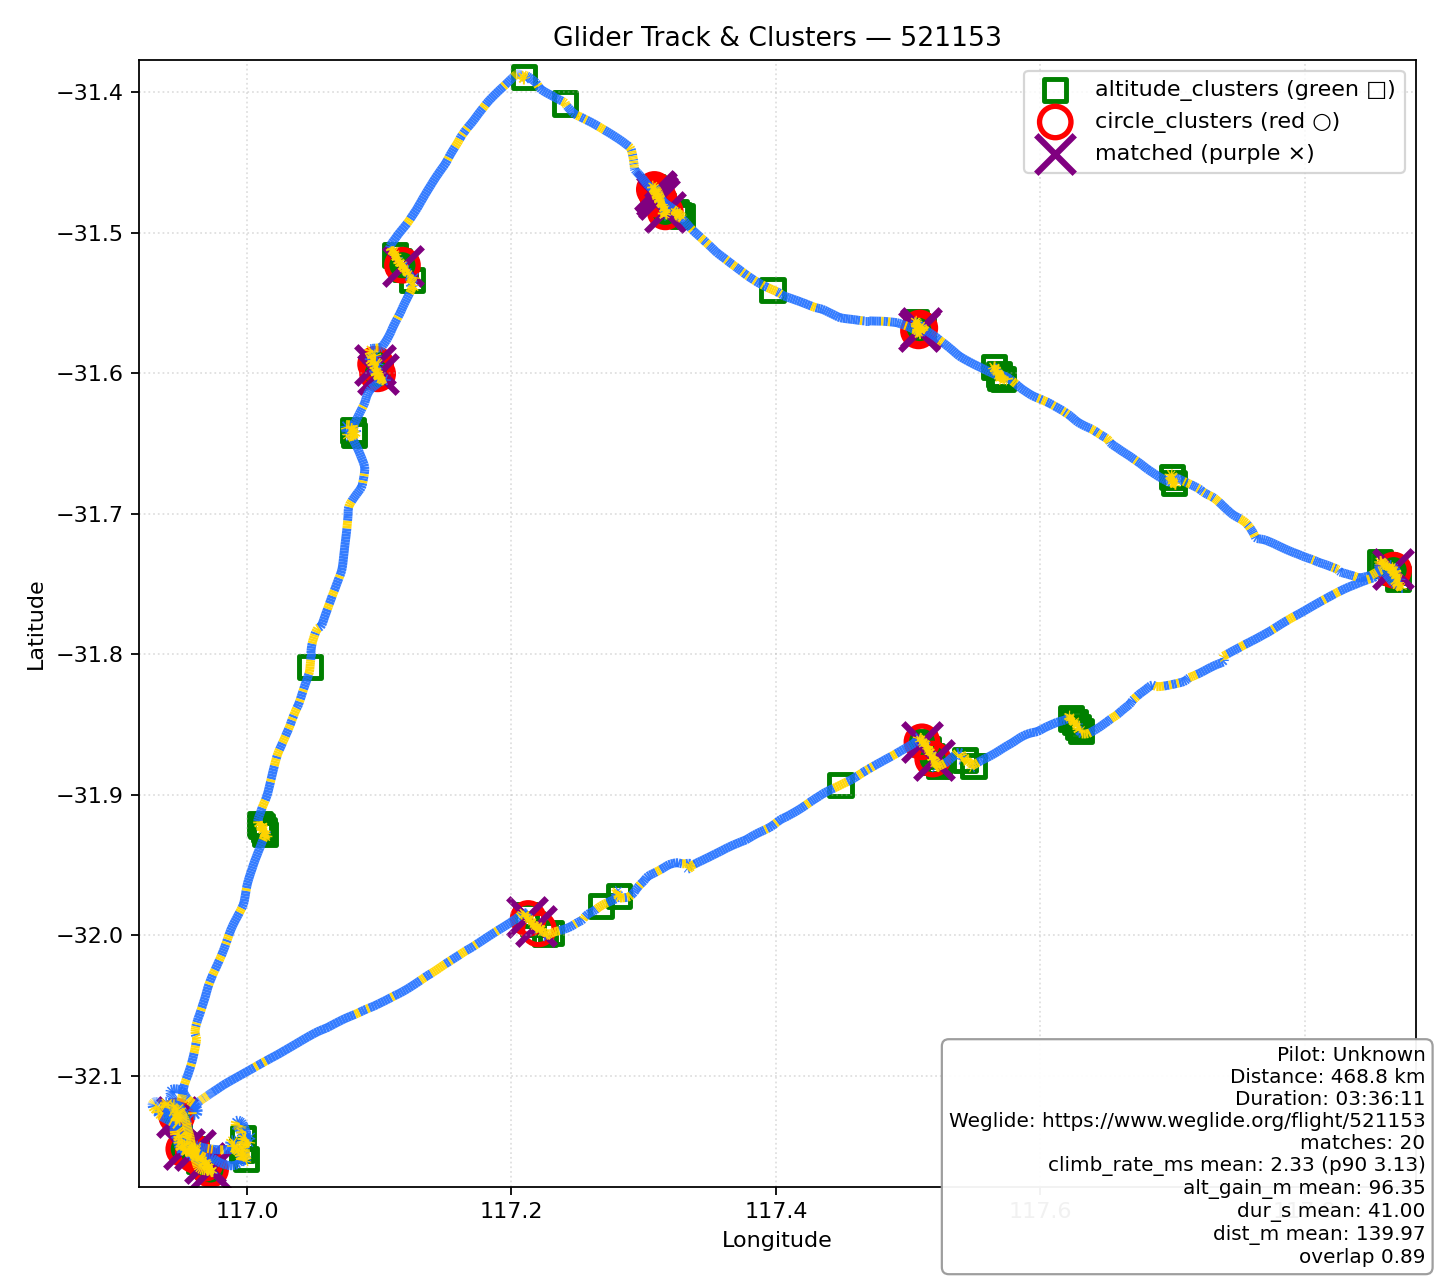 Glider Track & Clusters — 521153
altitude_clusters (green □)
circle_clusters (red ○)
matched (purple ×)
Latitude
−31.4
−31.5
−31.6
−31.7
−31.8
−31.9
−32.0
−32.1
117.0
117.2
117.4
117.6
Longitude
Pilot: Unknown
Distance: 468.8 km
Duration: 03:36:11
Weglide: https://www.weglide.org/flight/521153
matches: 20
climb_rate_ms mean: 2.33 (p90 3.13)
alt_gain_m mean: 96.35
dur_s mean: 41.00
dist_m mean: 139.97
overlap 0.89